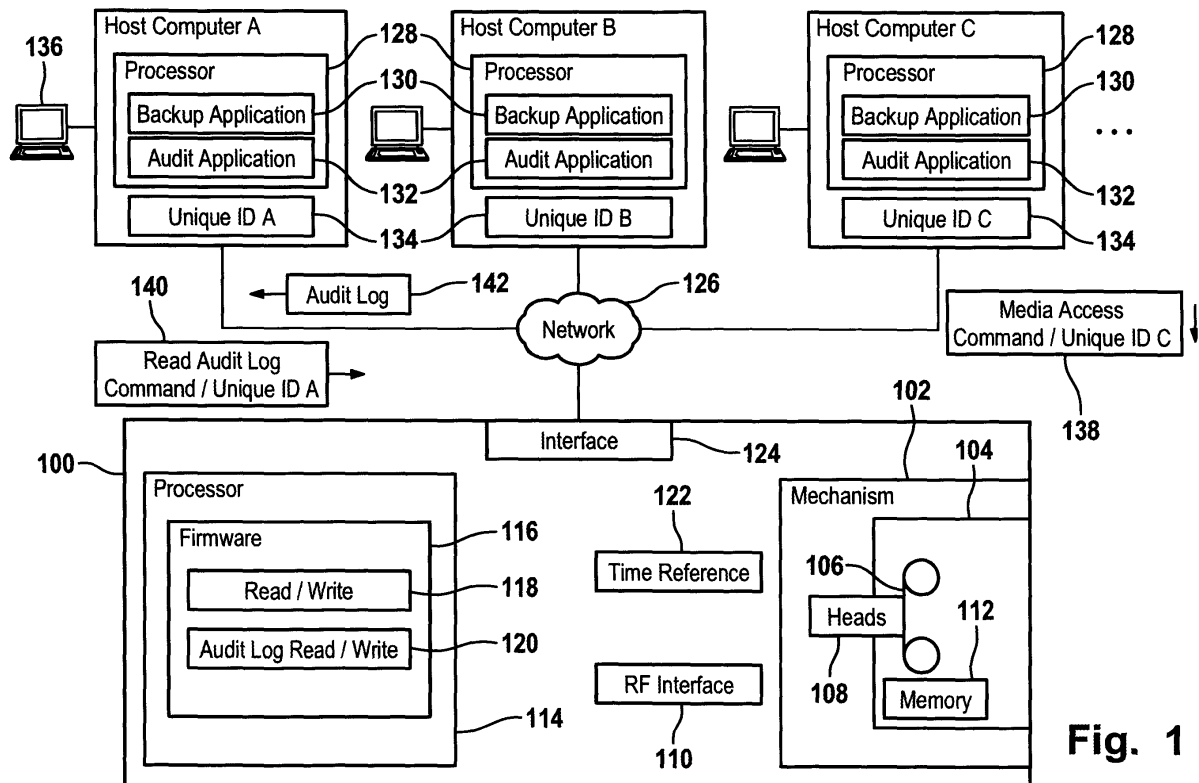 Host Computer A
Host Computer B
Host Computer C
136
128
128
Processor
Processor
Processor
130
130
Backup Application
Backup Application
Backup Application
...
Audit Application
Audit Application
Audit Application
132
132
Unique ID A
Unique ID B
Unique ID C
134
134
140
Audit Log
142
126
Network
Media Access
Command / Unique ID C
Read Audit Log
Command / Unique ID A
138
102
Interface
124
104
100
Processor
122
Mechanism
Firmware
116
Time Reference
106
Read / Write
118
Heads
112
Audit Log Read / Write
120
RF Interface
108
Memory
114
110
Fig. 1